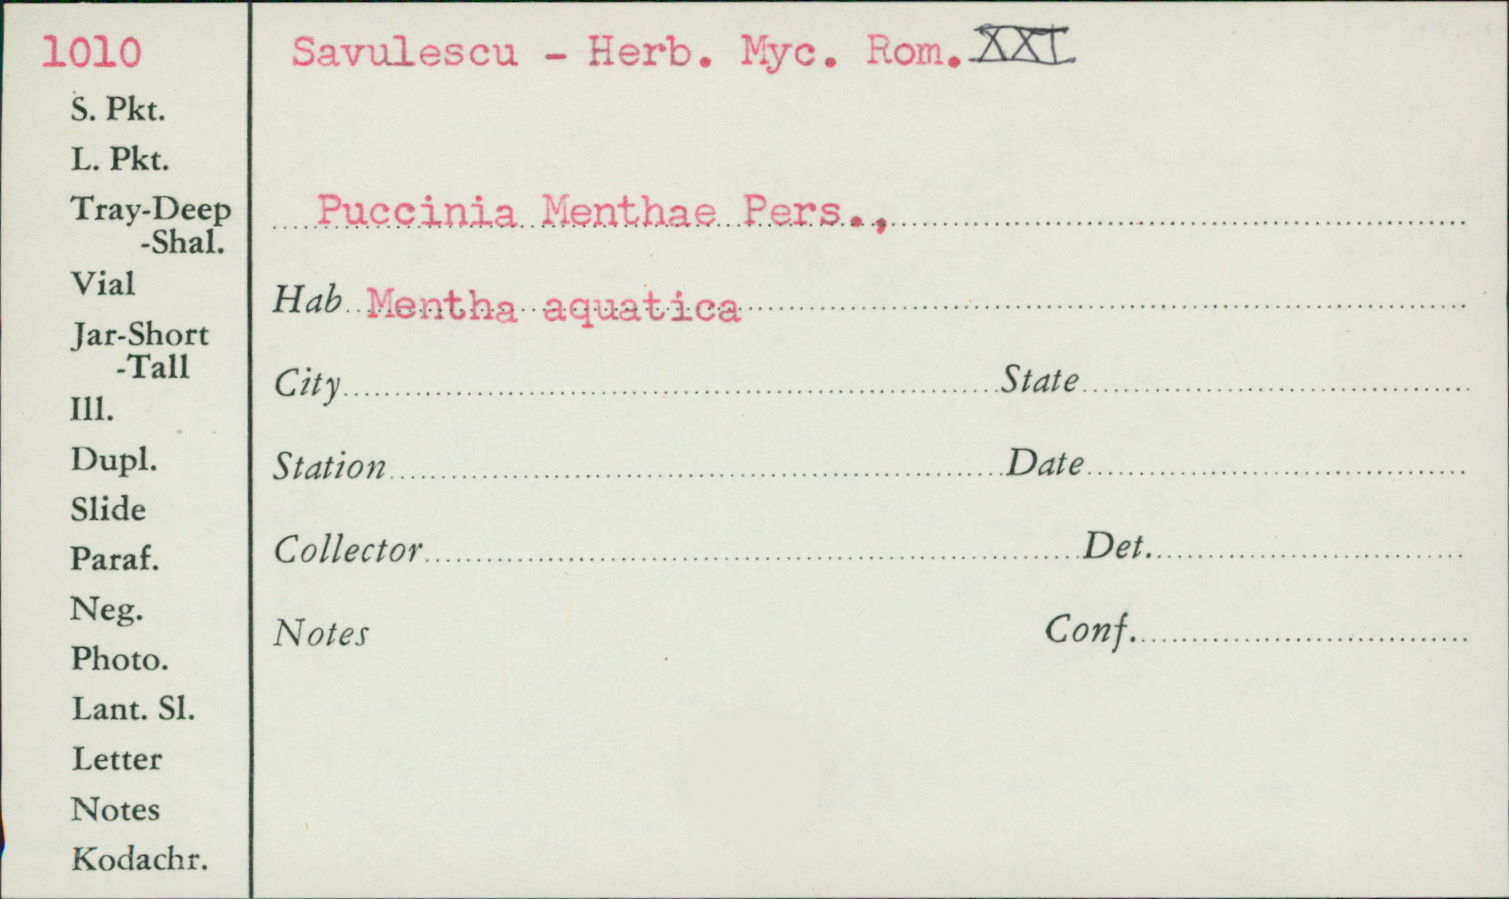 1010
Savulescu - Herb. Myc. Rom. XXI
S. Pkt.
L. Pkt.
Tray-Deep
-Shal.
Vial
Jar-Short
-Tall
Ill.
Dupl.
Slide
Paraf.
Neg.
Photo.
Lant. Sl.
Letter
Notes
Kodachr.
Puccinia Menthae Pers.,
Hab Mentha aquatica
City State
Station Date
Collector Det.
Notes Conf.